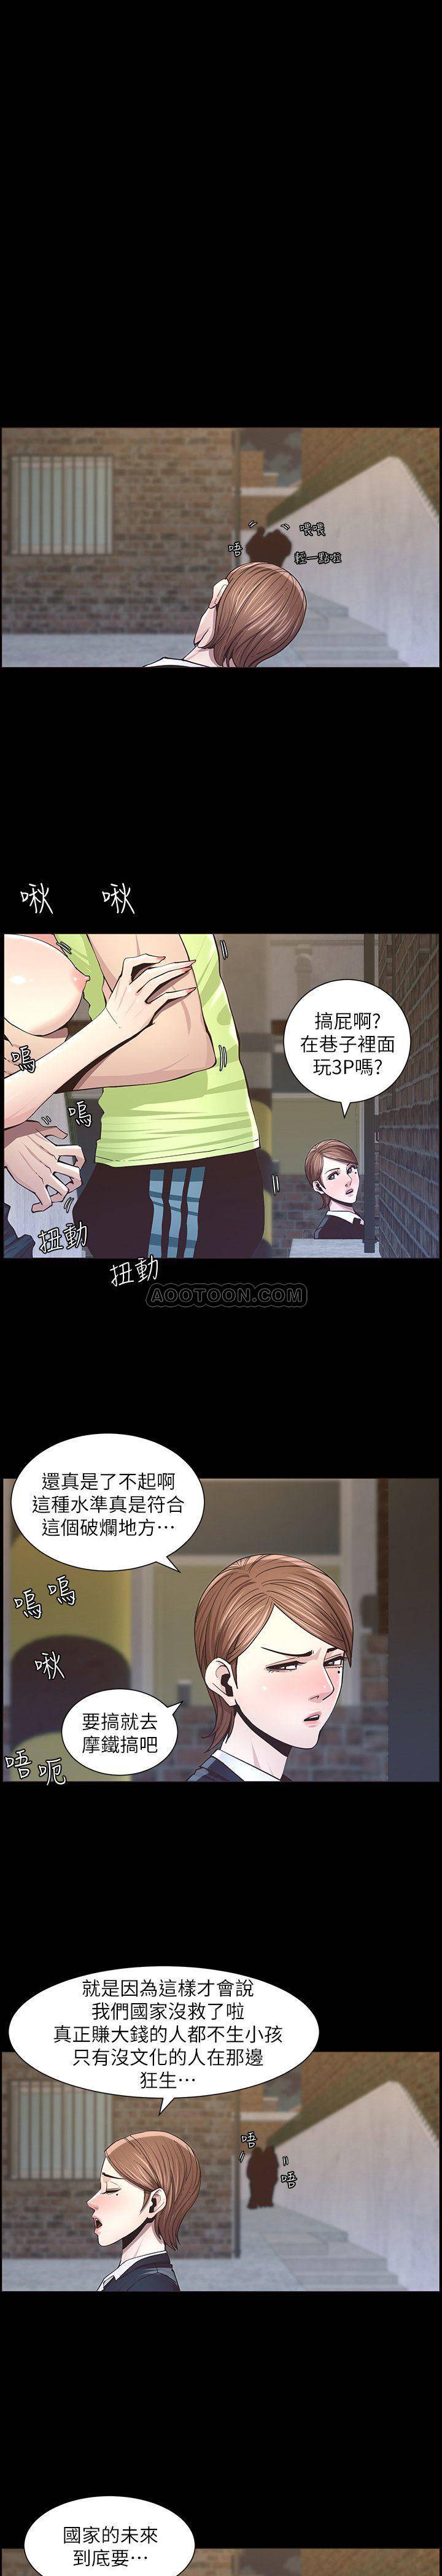 喂喂
唔
輕一點啦
啾
啾
搞屁啊?
在巷子裡面
玩3P嗎?
嗚
嗚
扭動
扭動
AOOTOON.COM
還真是了不起啊
這種水準真是符合
這個破爛地方…
嗚
嗚
啾
要搞就去
摩鐵搞吧
唔
呃
就是因為這樣才會說
我們國家沒救了啦
真正賺大錢的人都不生小孩
只有沒文化的人在那邊
狂生…
唔
唔
國家的未來
到底要…